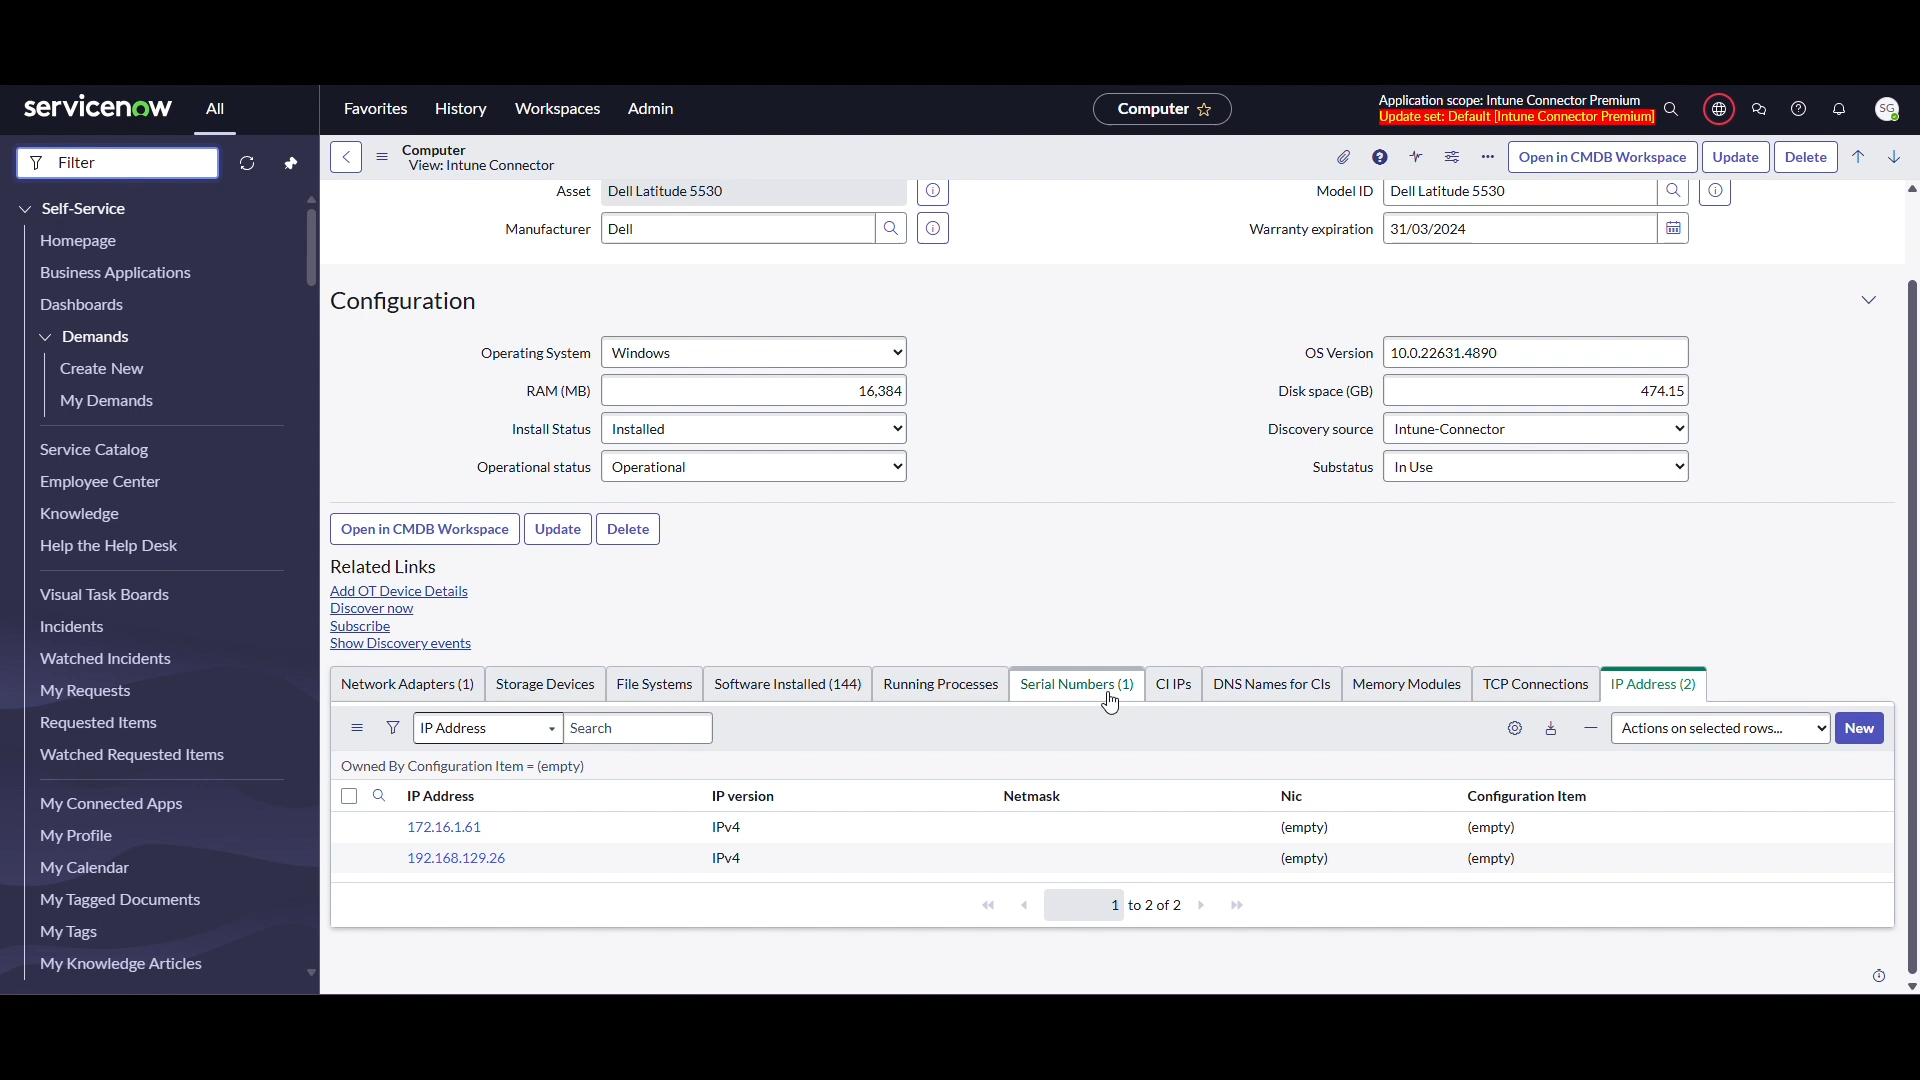 servicenow All Favorites History Workspaces Admin Computer ☆ Application scope: Intune Connector Premium
Update set: Default [Intune Connector Premium] SG
Filter
Computer
View: Intune Connector
Open in CMDB Workspace Update Delete
Self-Service
Homepage
Business Applications
Dashboards
Demands
Create New
My Demands
Service Catalog
Employee Center
Knowledge
Help the Help Desk
Visual Task Boards
Incidents
Watched Incidents
My Requests
Requested Items
Watched Requested Items
My Connected Apps
My Profile
My Calendar
My Tagged Documents
My Tags
My Knowledge Articles
Asset Dell Latitude 5530 Model ID Dell Latitude 5530
Manufacturer Dell Warranty expiration 31/03/2024
Configuration
Operating System Windows OS Version 10.0.22631.4890
RAM (MB) 16,384 Disk space (GB) 474.15
Install Status Installed Discovery source Intune-Connector
Operational status Operational Substatus In Use
Open in CMDB Workspace Update Delete
Related Links
Add OT Device Details
Discover now
Subscribe
Show Discovery events
Network Adapters (1) Storage Devices File Systems Software Installed (144) Running Processes Serial Numbers (1) CI IPs DNS Names for CIs Memory Modules TCP Connections IP Address (2)
IP Address Search Actions on selected rows... New
Owned By Configuration Item = (empty)
IP Address IP version Netmask Nic Configuration Item
172.16.1.61 IPv4 (empty) (empty)
192.168.129.26 IPv4 (empty) (empty)
1 to 2 of 2